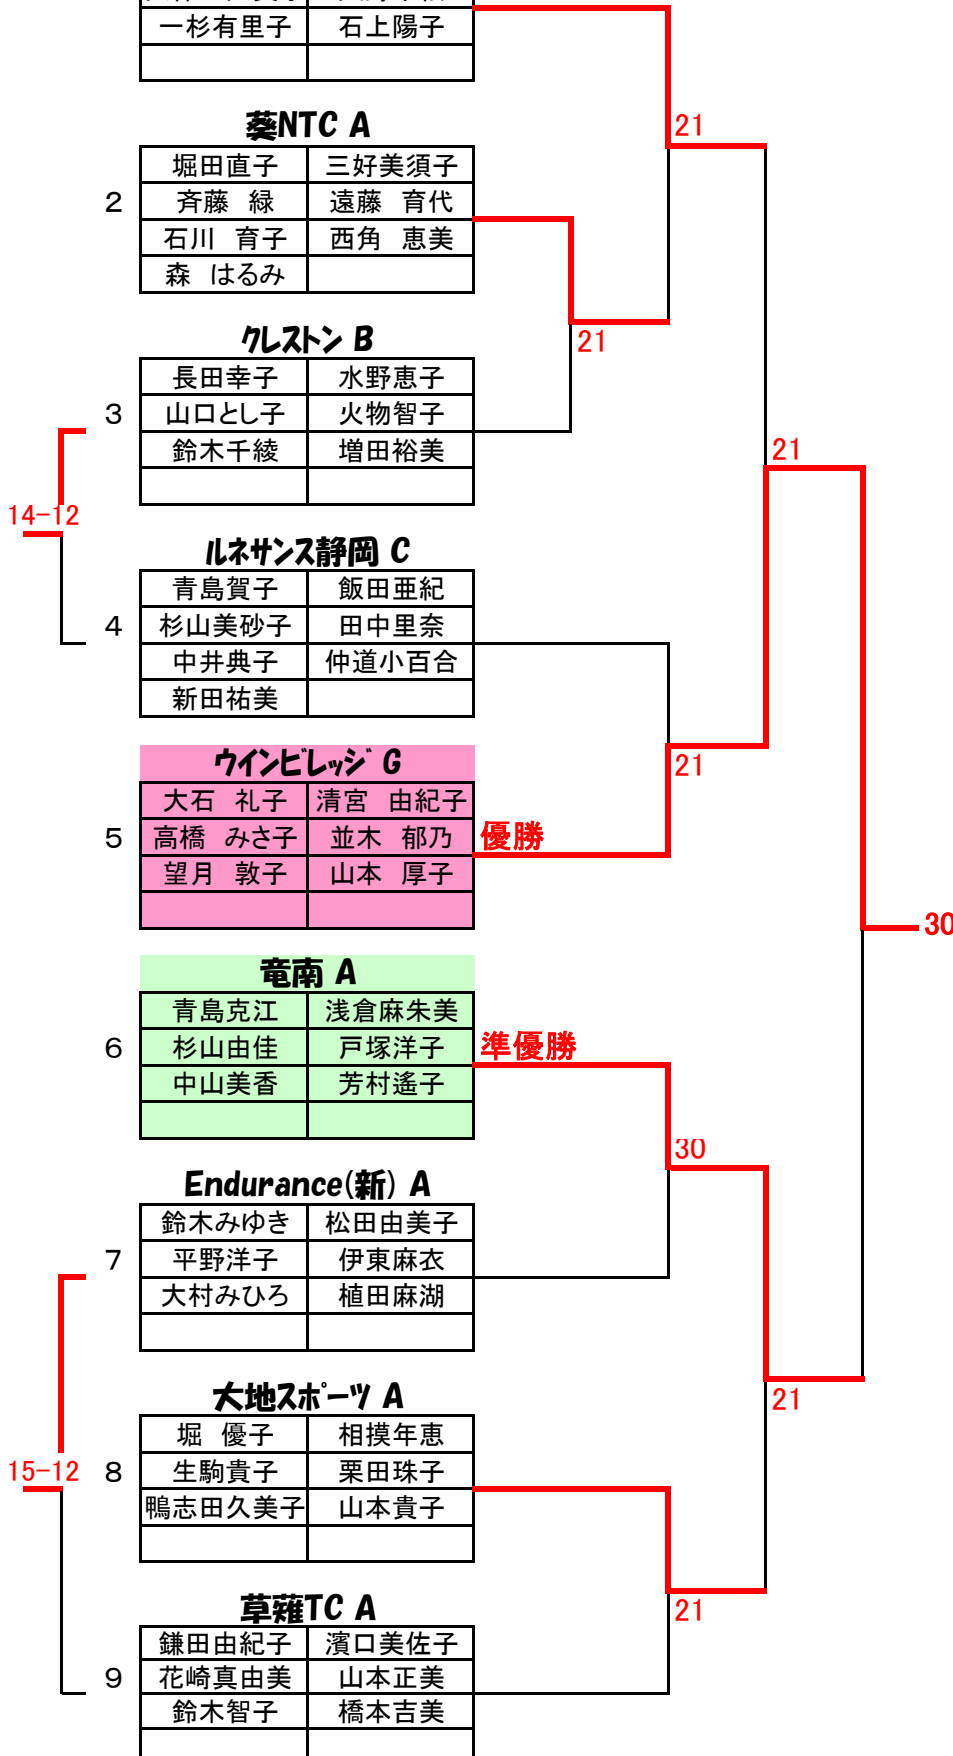 一杉有里子 石上陽子
21
葵NTC A
堀田直子 三好美須子
2 斉藤 緑 遠藤 育代
石川 育子 西角 恵美
森 はるみ
21
クレストン B
長田幸子 水野恵子
3 山口とし子 火物智子
鈴木千綾 増田裕美
21
14-12
ルネサンス静岡 C
青島賀子 飯田亜紀
4 杉山美砂子 田中里奈
中井典子 仲道小百合
新田祐美
21
ウインビレッジ G
大石 礼子 清宮 由紀子
5 高橋 みさ子 並木 郁乃 優勝
望月 敦子 山本 厚子
30
竜南 A
青島克江 浅倉麻朱美
6 杉山由佳 戸塚洋子 準優勝
中山美香 芳村遙子
30
Endurance(新) A
鈴木みゆき 松田由美子
7 平野洋子 伊東麻衣
大村みひろ 植田麻湖
21
大地スポーツ A
堀 優子 相摸年恵
15-12 8 生駒貴子 栗田珠子
鴨志田久美子 山本貴子
21
草薙TC A
鎌田由紀子 濱口美佐子
9 花崎真由美 山本正美
鈴木智子 橋本吉美